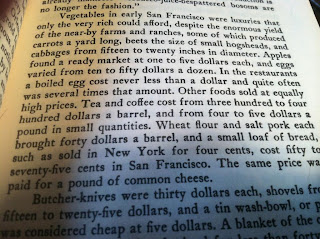 already
-juice-bespattered bosoms are
no longer the fashion."
Vegetables in early San Francisco were luxuries that
only the very rich could afford, despite the enormous yield
of the near-by farms and ranches, some of which produced
carrots a yard long, beets the size of small hogsheads, and
cabbages from fifteen to twenty inches in diameter. Apples
found a ready market at one to five dollars each, and eggs
varied from ten to fifty dollars a dozen. In the restaurants
a boiled egg cost never less than a dollar and quite often
was several times that amount. Other foods sold at equally
high prices. Tea and coffee cost from three hundred to four
hundred dollars a barrel, and from four to five dollars a
pound in small quantities. Wheat flour and salt pork each
brought forty dollars a barrel, and a small loaf of bread,
such as sold in New York for four cents, cost fifty to
seventy-five cents in San Francisco. The same price was
paid for a pound of common cheese.
Butcher-knives were thirty dollars each, shovels from
fifteen to twenty-five dollars, and a tin wash-bowl, or p
was considered cheap at five dollars. A blanket of the c